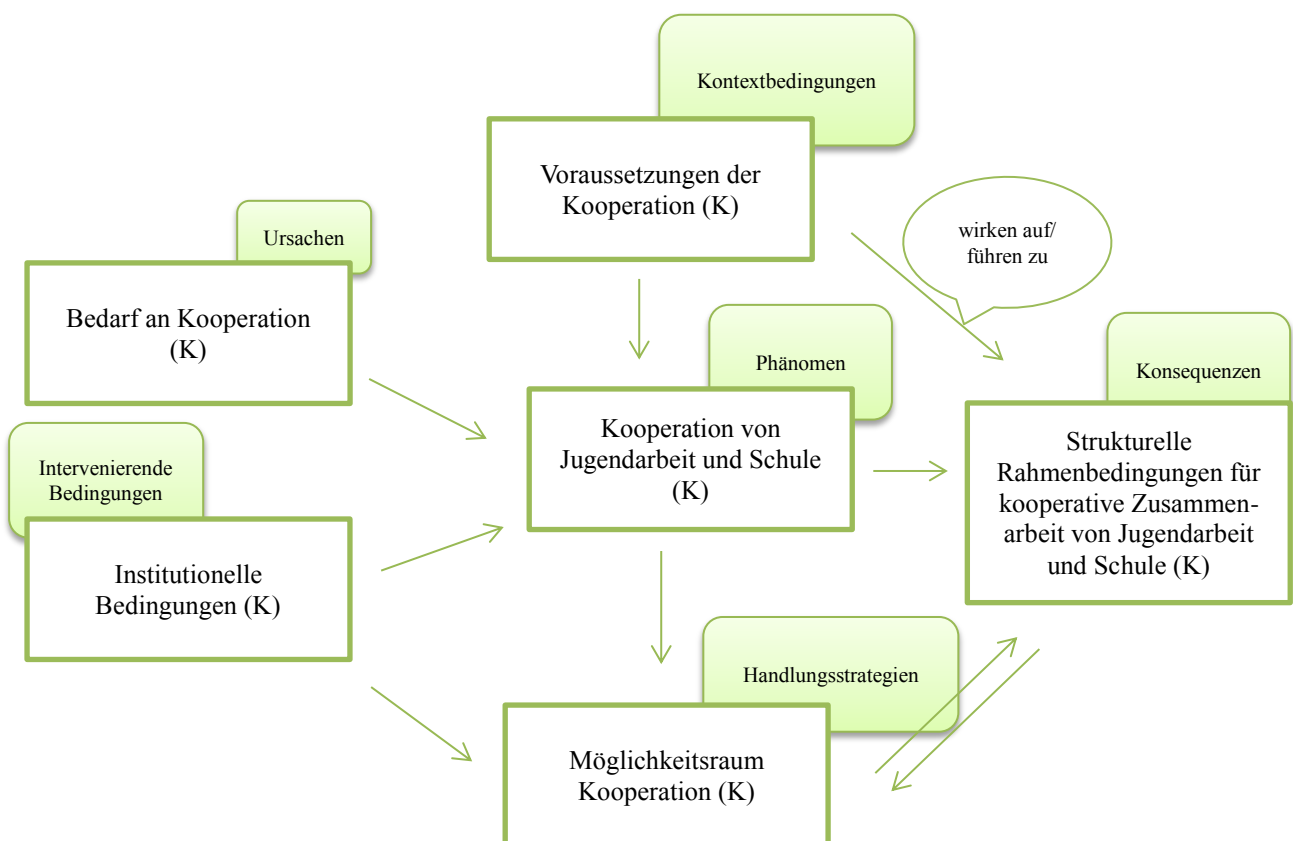 Kontextbedingungen
Voraussetzungen der
Kooperation (K)
wirken auf/
führen zu
Ursachen
Bedarf an Kooperation
(K)
Phänomen
Kooperation von
Jugendarbeit und Schule
(K)
Konsequenzen
Strukturelle
Rahmenbedingungen für
kooperative Zusammen-
arbeit von Jugendarbeit
und Schule (K)
Intervenierende
Bedingungen
Institutionelle
Bedingungen (K)
Handlungsstrategien
Möglichkeitsraum
Kooperation (K)